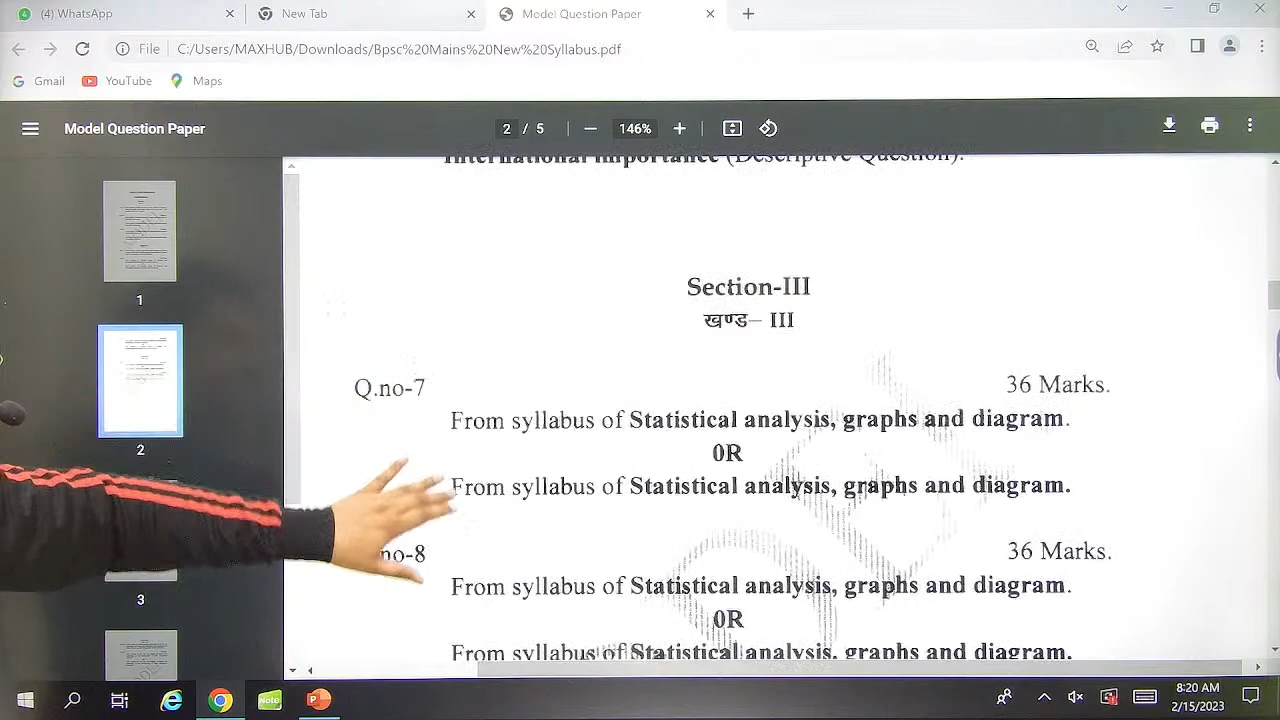 (4) WhatsApp
New Tab
Model Question Paper
File C:/Users/MAXHUB/Downloads/Bpsc%20Mains%20New%20Syllabus.pdf
Gmail YouTube Maps
Model Question Paper 2 / 5 146%
International Importance (Descriptive Question).
Section-III
खण्ड– III
Q.no-7 36 Marks.
From syllabus of Statistical analysis, graphs and diagram.
0R
From syllabus of Statistical analysis, graphs and diagram.
no-8 36 Marks.
From syllabus of Statistical analysis, graphs and diagram.
0R
From syllabus of Statistical analysis, graphs and diagram.
1
2
3
Note
8:20 AM
2/15/2023